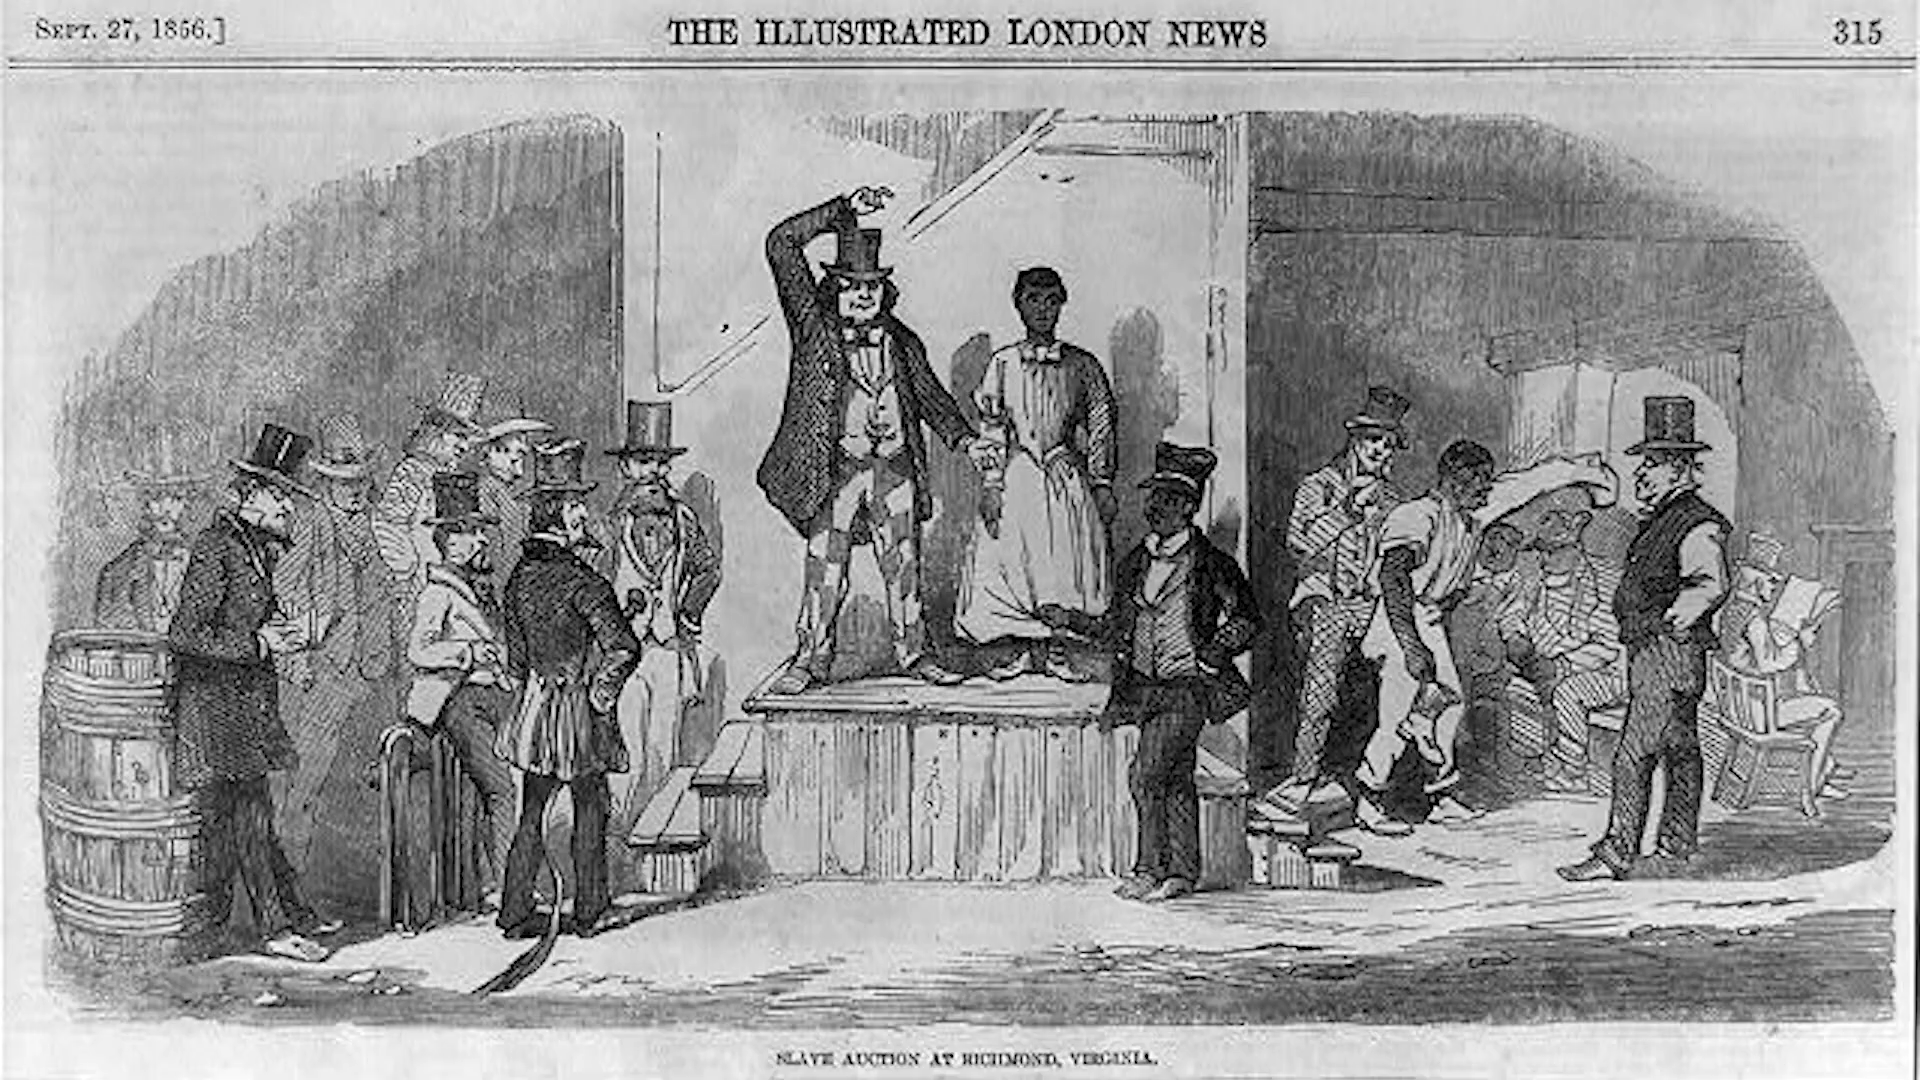 SEPT. 27, 1856.]
THE ILLUSTRATED LONDON NEWS
315
SLAVE AUCTION AT RICHMOND, VIRGINIA.